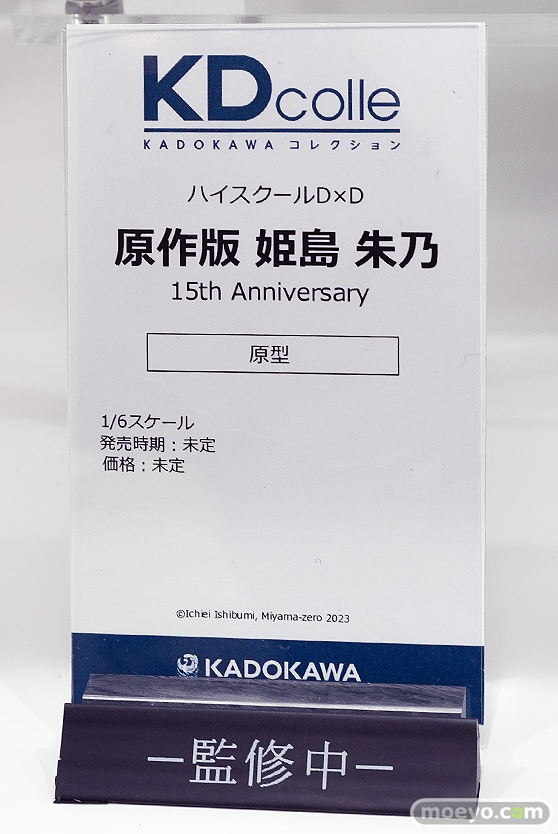 KDcolle
KADOKAWA コレクション
ハイスクールD×D
原作版 姫島 朱乃
15th Anniversary
原型
1/6スケール
発売時期：未定
価格：未定
©Ichiei Ishibumi, Miyama-zero 2023
KADOKAWA
−監修中−
moeyo.com